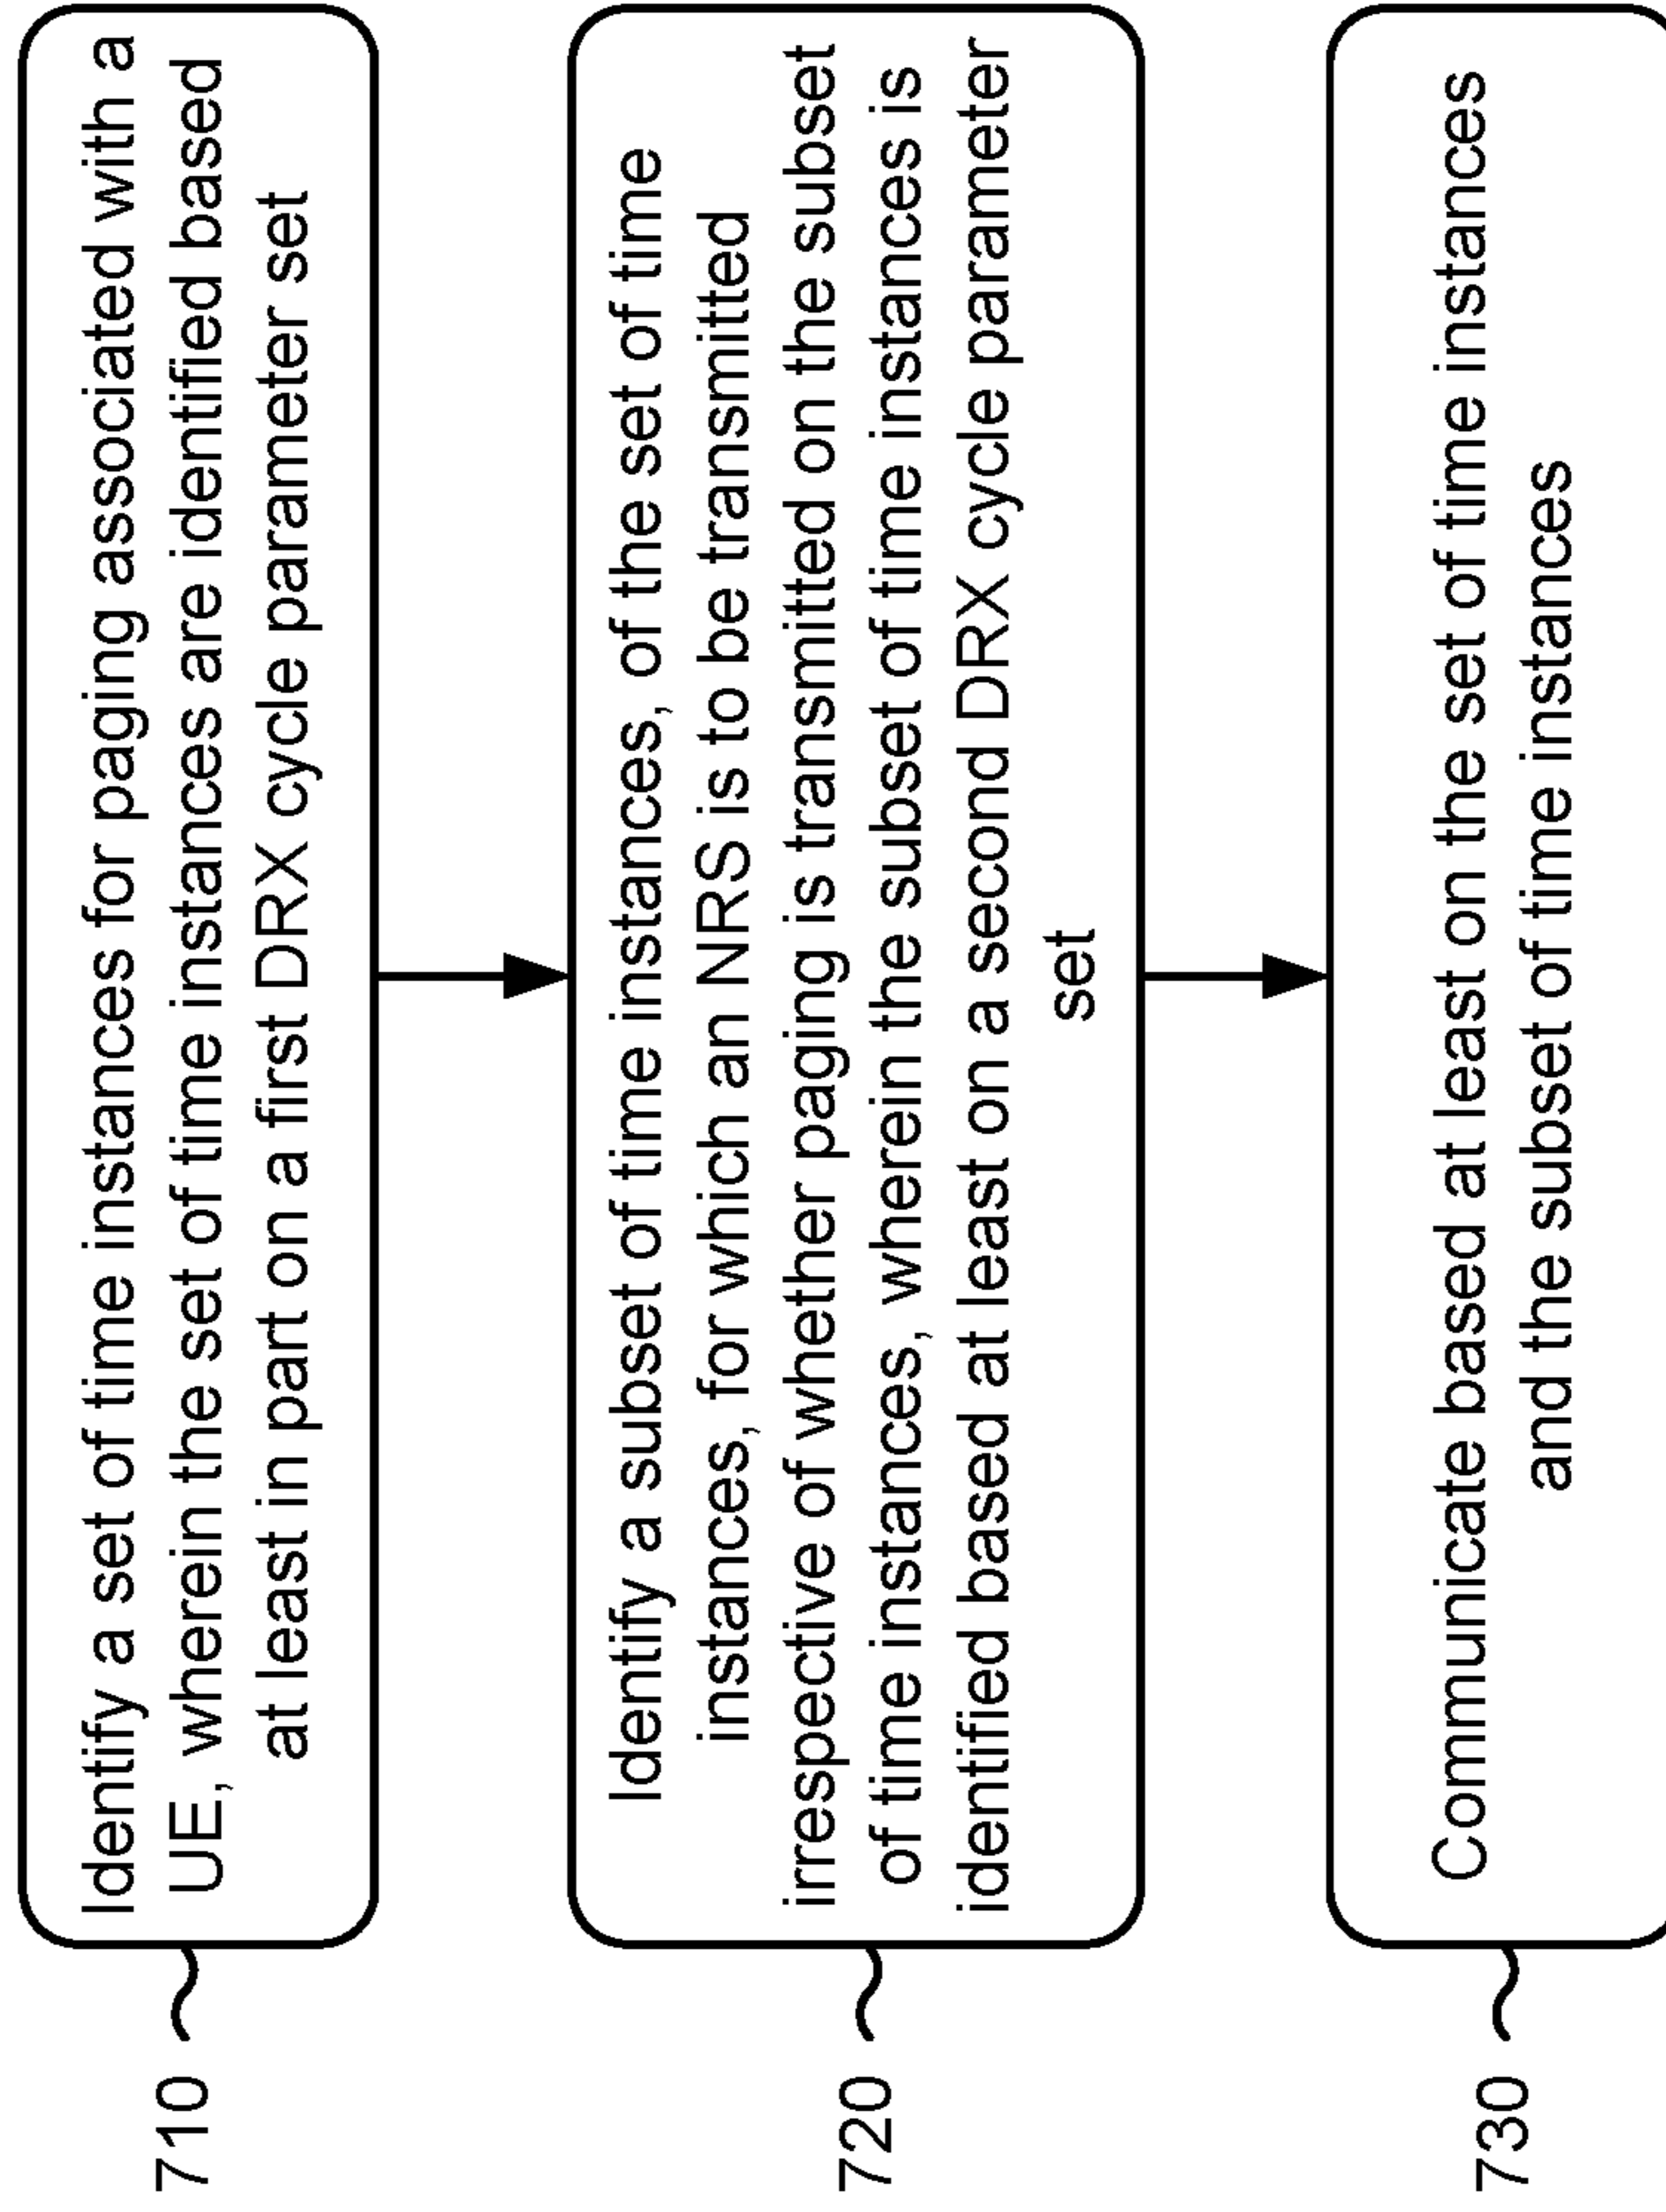 710
Identify a set of time instances for paging associated with a
UE, wherein the set of time instances are identified based
at least in part on a first DRX cycle parameter set
720
Identify a subset of time instances, of the set of time
instances, for which an NRS is to be transmitted
irrespective of whether paging is transmitted on the subset
of time instances, wherein the subset of time instances is
identified based at least on a second DRX cycle parameter
set
730
Communicate based at least on the set of time instances
and the subset of time instances